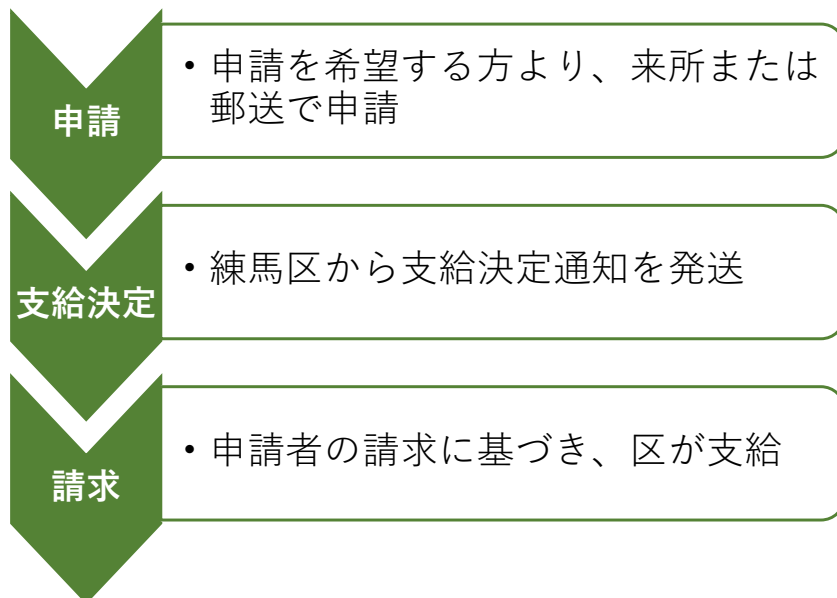 申請
• 申請を希望する方より、来所または
郵送で申請
支給決定
• 練馬区から支給決定通知を発送
請求
• 申請者の請求に基づき、区が支給